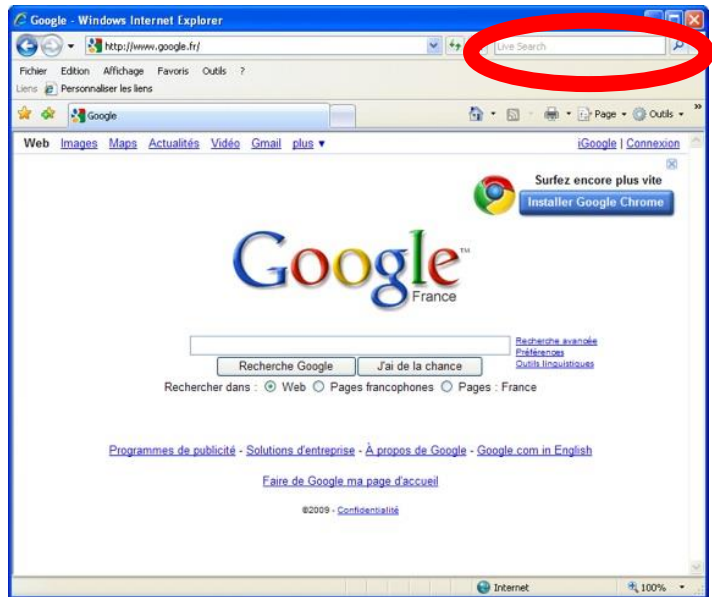 Google - Windows Internet Explorer
http://www.google.fr/
Live Search
Fichier Edition Affichage Favoris Outils ?
Liens Personnaliser les liens
Google
Page Outils »
Web Images Maps Actualités Vidéo Gmail plus ▼
iGoogle | Connexion
Surfez encore plus vite
Installer Google Chrome
Google™
France
Recherche avancée
Préférences
Outils linguistiques
Recherche Google J'ai de la chance
Rechercher dans : Web Pages francophones Pages : France
Programmes de publicité - Solutions d'entreprise - À propos de Google - Google.com in English
Faire de Google ma page d'accueil
©2009 - Confidentialité
Internet 100%